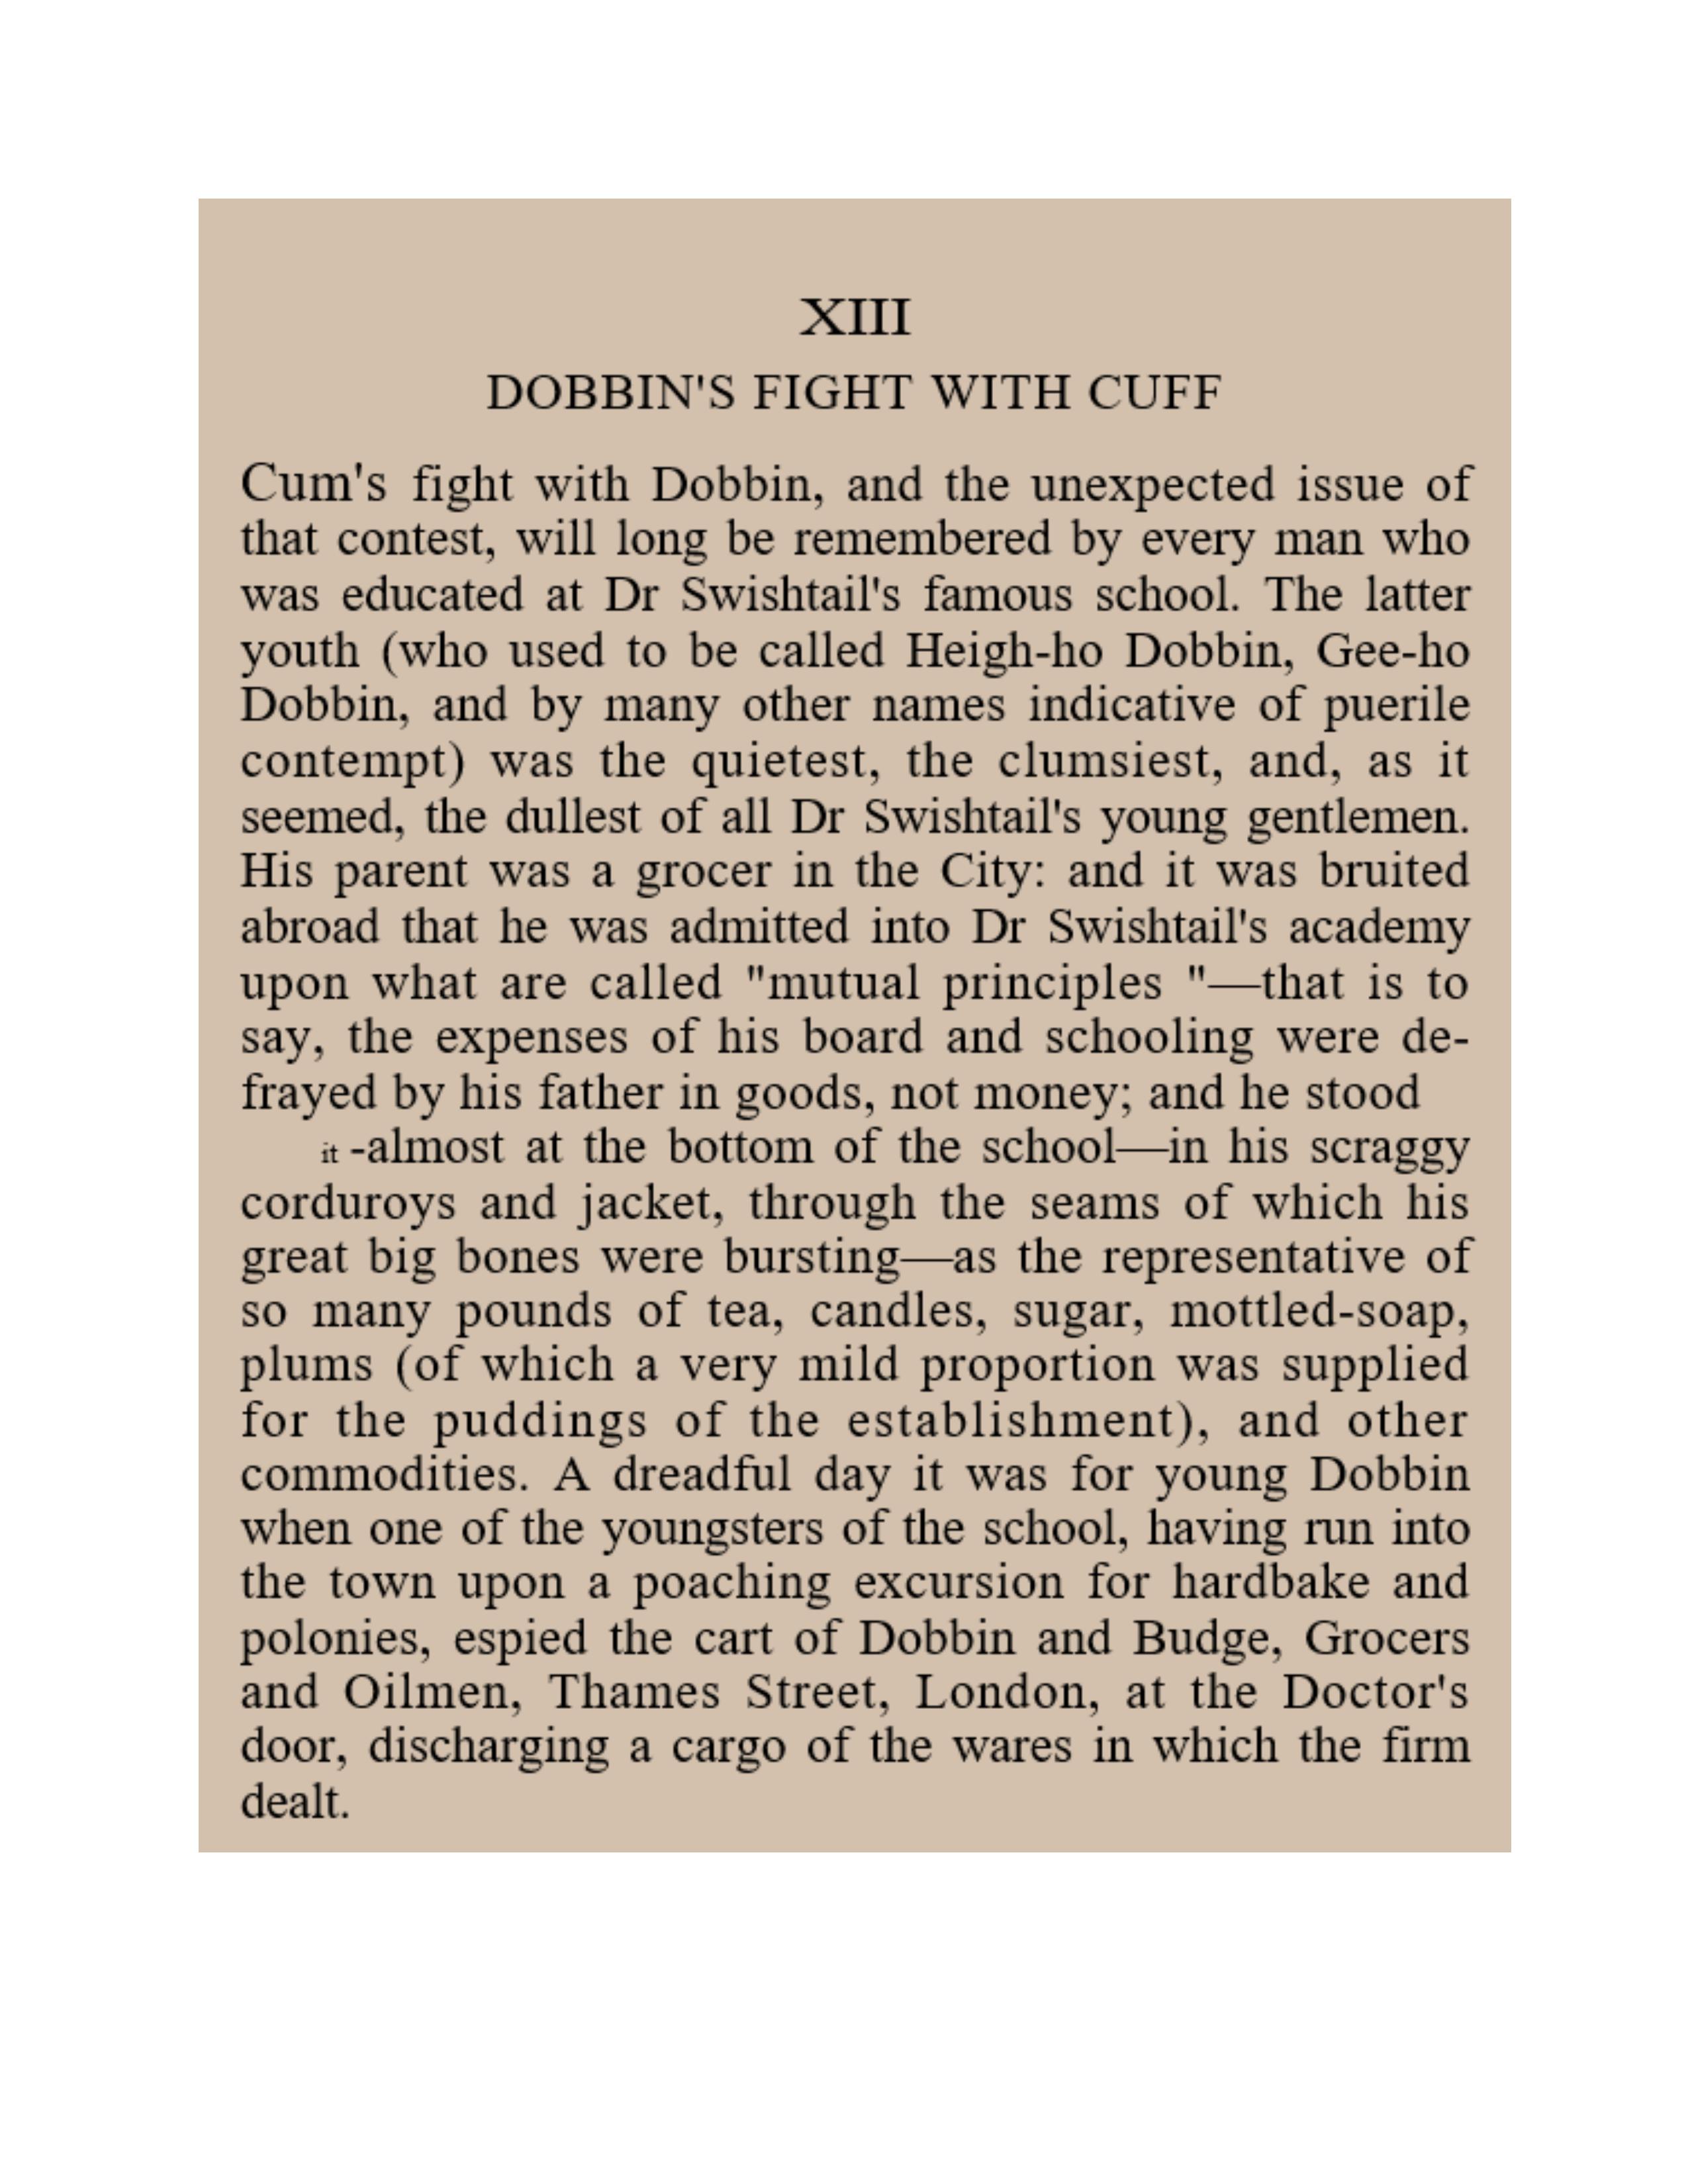 XIII
DOBBIN'S FIGHT WITH CUFF
Cum's fight with Dobbin, and the unexpected issue of
that contest, will long be remembered by every man who
was educated at Dr Swishtail's famous school. The latter
youth (who used to be called Heigh-ho Dobbin, Gee-ho
Dobbin, and by many other names indicative of puerile
contempt) was the quietest, the clumsiest, and, as it
seemed, the dullest of all Dr Swishtail's young gentlemen.
His parent was a grocer in the City: and it was bruited
abroad that he was admitted into Dr Swishtail's academy
upon what are called "mutual principles "—that is to
say, the expenses of his board and schooling were de-
frayed by his father in goods, not money; and he stood
it -almost at the bottom of the school—in his scraggy
corduroys and jacket, through the seams of which his
great big bones were bursting—as the representative of
so many pounds of tea, candles, sugar, mottled-soap,
plums (of which a very mild proportion was supplied
for the puddings of the establishment), and other
commodities. A dreadful day it was for young Dobbin
when one of the youngsters of the school, having run into
the town upon a poaching excursion for hardbake and
polonies, espied the cart of Dobbin and Budge, Grocers
and Oilmen, Thames Street, London, at the Doctor's
door, discharging a cargo of the wares in which the firm
dealt.